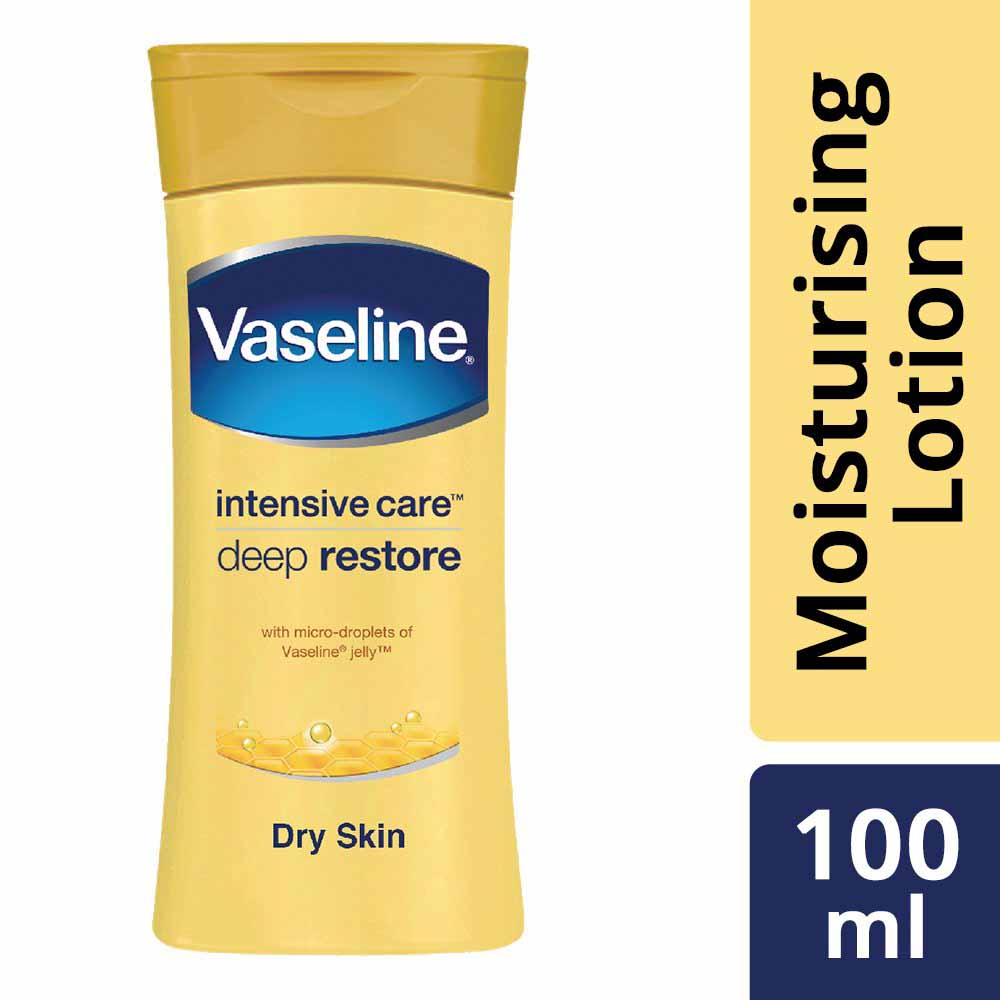 Vaseline®
intensive care™
deep restore
with micro-droplets of
Vaseline® jelly™
Dry Skin
Moisturising
Lotion
100
ml